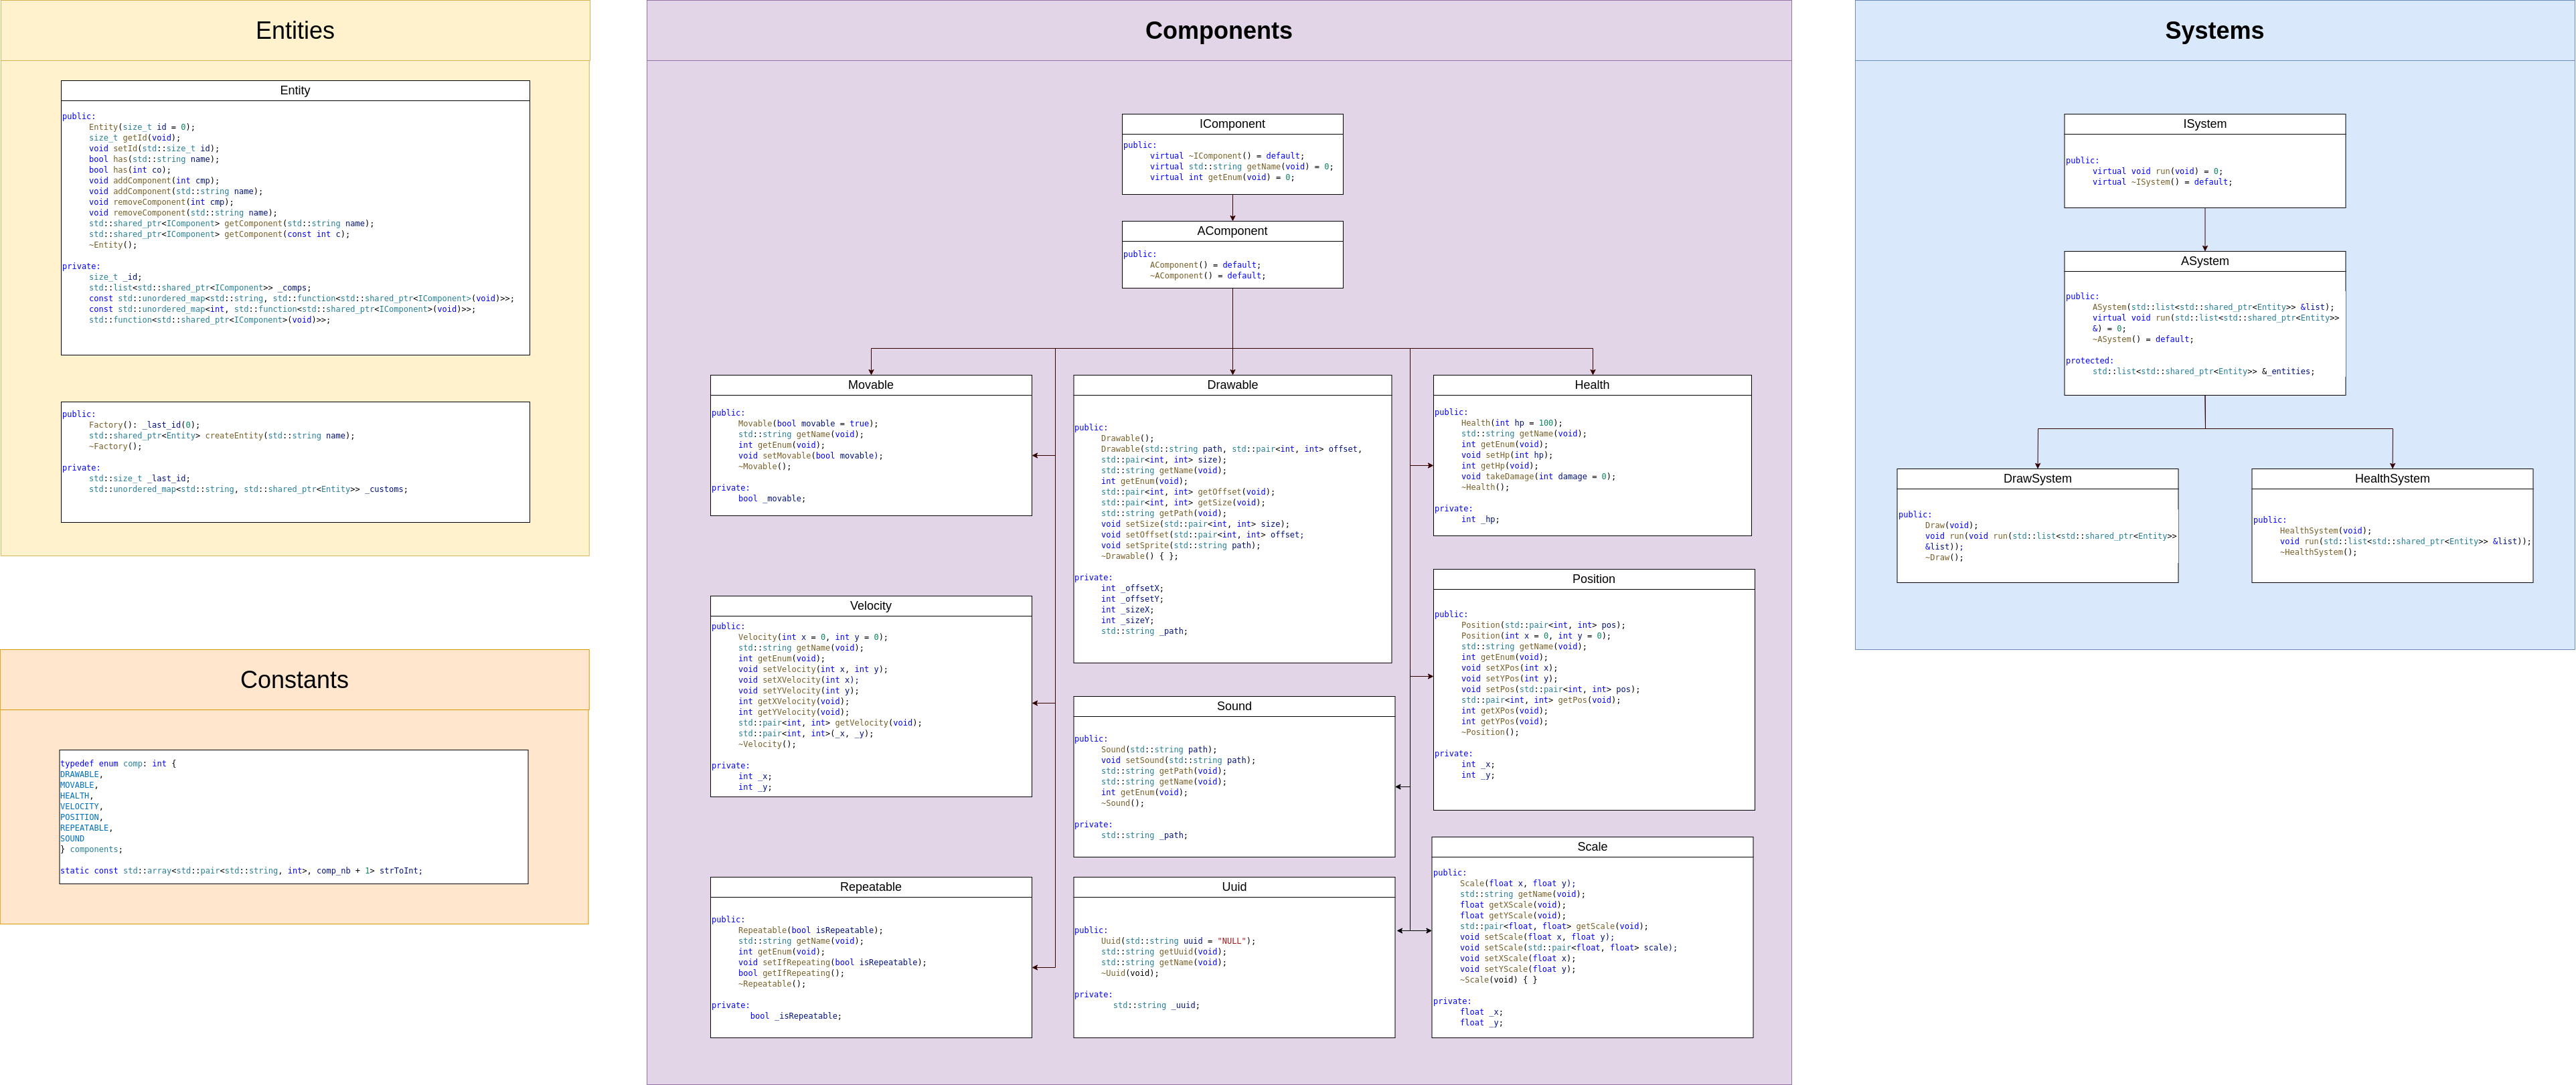 Entities
Entity
public:
Entity(size_t id = 0);
size_t getId(void);
void setId(std::size_t id);
bool has(std::string name);
bool has(int co);
void addComponent(int cmp);
void addComponent(std::string name);
void removeComponent(int cmp);
void removeComponent(std::string name);
std::shared_ptr<IComponent> getComponent(std::string name);
std::shared_ptr<IComponent> getComponent(const int c);
~Entity();
private:
size_t _id;
std::list<std::shared_ptr<IComponent>> _comps;
const std::unordered_map<std::string, std::function<std::shared_ptr<IComponent>(void)>>;
const std::unordered_map<int, std::function<std::shared_ptr<IComponent>(void)>>;
std::function<std::shared_ptr<IComponent>(void)>>;
public:
Factory(): _last_id(0);
std::shared_ptr<Entity> createEntity(std::string name);
~Factory();
private:
std::size_t _last_id;
std::unordered_map<std::string, std::shared_ptr<Entity>> _customs;
Constants
typedef enum comp: int {
DRAWABLE,
MOVABLE,
HEALTH,
VELOCITY,
POSITION,
REPEATABLE,
SOUND
} components;
static const std::array<std::pair<std::string, int>, comp_nb + 1> strToInt;
Components
IComponent
public:
virtual ~IComponent() = default;
virtual std::string getName(void) = 0;
virtual int getEnum(void) = 0;
AComponent
public:
AComponent() = default;
~AComponent() = default;
Movable
public:
Movable(bool movable = true);
std::string getName(void);
int getEnum(void);
void setMovable(bool movable);
~Movable();
private:
bool _movable;
Velocity
public:
Velocity(int x = 0, int y = 0);
std::string getName(void);
int getEnum(void);
void setVelocity(int x, int y);
void setXVelocity(int x);
void setYVelocity(int y);
int getXVelocity(void);
int getYVelocity(void);
std::pair<int, int> getVelocity(void);
std::pair<int, int>(_x, _y);
~Velocity();
private:
int _x;
int _y;
Repeatable
public:
Repeatable(bool isRepeatable);
std::string getName(void);
int getEnum(void);
void setIfRepeating(bool isRepeatable);
bool getIfRepeating();
~Repeatable();
private:
bool _isRepeatable;
Drawable
public:
Drawable();
Drawable(std::string path, std::pair<int, int> offset,
std::pair<int, int> size);
std::string getName(void);
int getEnum(void);
std::pair<int, int> getOffset(void);
std::pair<int, int> getSize(void);
std::string getPath(void);
void setSize(std::pair<int, int> size);
void setOffset(std::pair<int, int> offset;
void setSprite(std::string path);
~Drawable() { };
private:
int _offsetX;
int _offsetY;
int _sizeX;
int _sizeY;
std::string _path;
Sound
public:
Sound(std::string path);
void setSound(std::string path);
std::string getPath(void);
std::string getName(void);
int getEnum(void);
~Sound();
private:
std::string _path;
Uuid
public:
Uuid(std::string uuid = "NULL");
std::string getUuid(void);
std::string getName(void);
~Uuid(void);
private:
std::string _uuid;
Health
public:
Health(int hp = 100);
std::string getName(void);
int getEnum(void);
void setHp(int hp);
int getHp(void);
void takeDamage(int damage = 0);
~Health();
private:
int _hp;
Position
public:
Position(std::pair<int, int> pos);
Position(int x = 0, int y = 0);
std::string getName(void);
int getEnum(void);
void setXPos(int x);
void setYPos(int y);
void setPos(std::pair<int, int> pos);
std::pair<int, int> getPos(void);
int getXPos(void);
int getYPos(void);
~Position();
private:
int _x;
int _y;
Scale
public:
Scale(float x, float y);
std::string getName(void);
float getXScale(void);
float getYScale(void);
std::pair<float, float> getScale(void);
void setScale(float x, float y);
void setScale(std::pair<float, float> scale);
void setXScale(float x);
void setYScale(float y);
~Scale(void) { }
private:
float _x;
float _y;
Systems
ISystem
public:
virtual void run(void) = 0;
virtual ~ISystem() = default;
ASystem
public:
ASystem(std::list<std::shared_ptr<Entity>> &list);
virtual void run(std::list<std::shared_ptr<Entity>>
&) = 0;
~ASystem() = default;
protected:
std::list<std::shared_ptr<Entity>> &_entities;
DrawSystem
public:
Draw(void);
void run(void run(std::list<std::shared_ptr<Entity>>
&list));
~Draw();
HealthSystem
public:
HealthSystem(void);
void run(std::list<std::shared_ptr<Entity>> &list));
~HealthSystem();